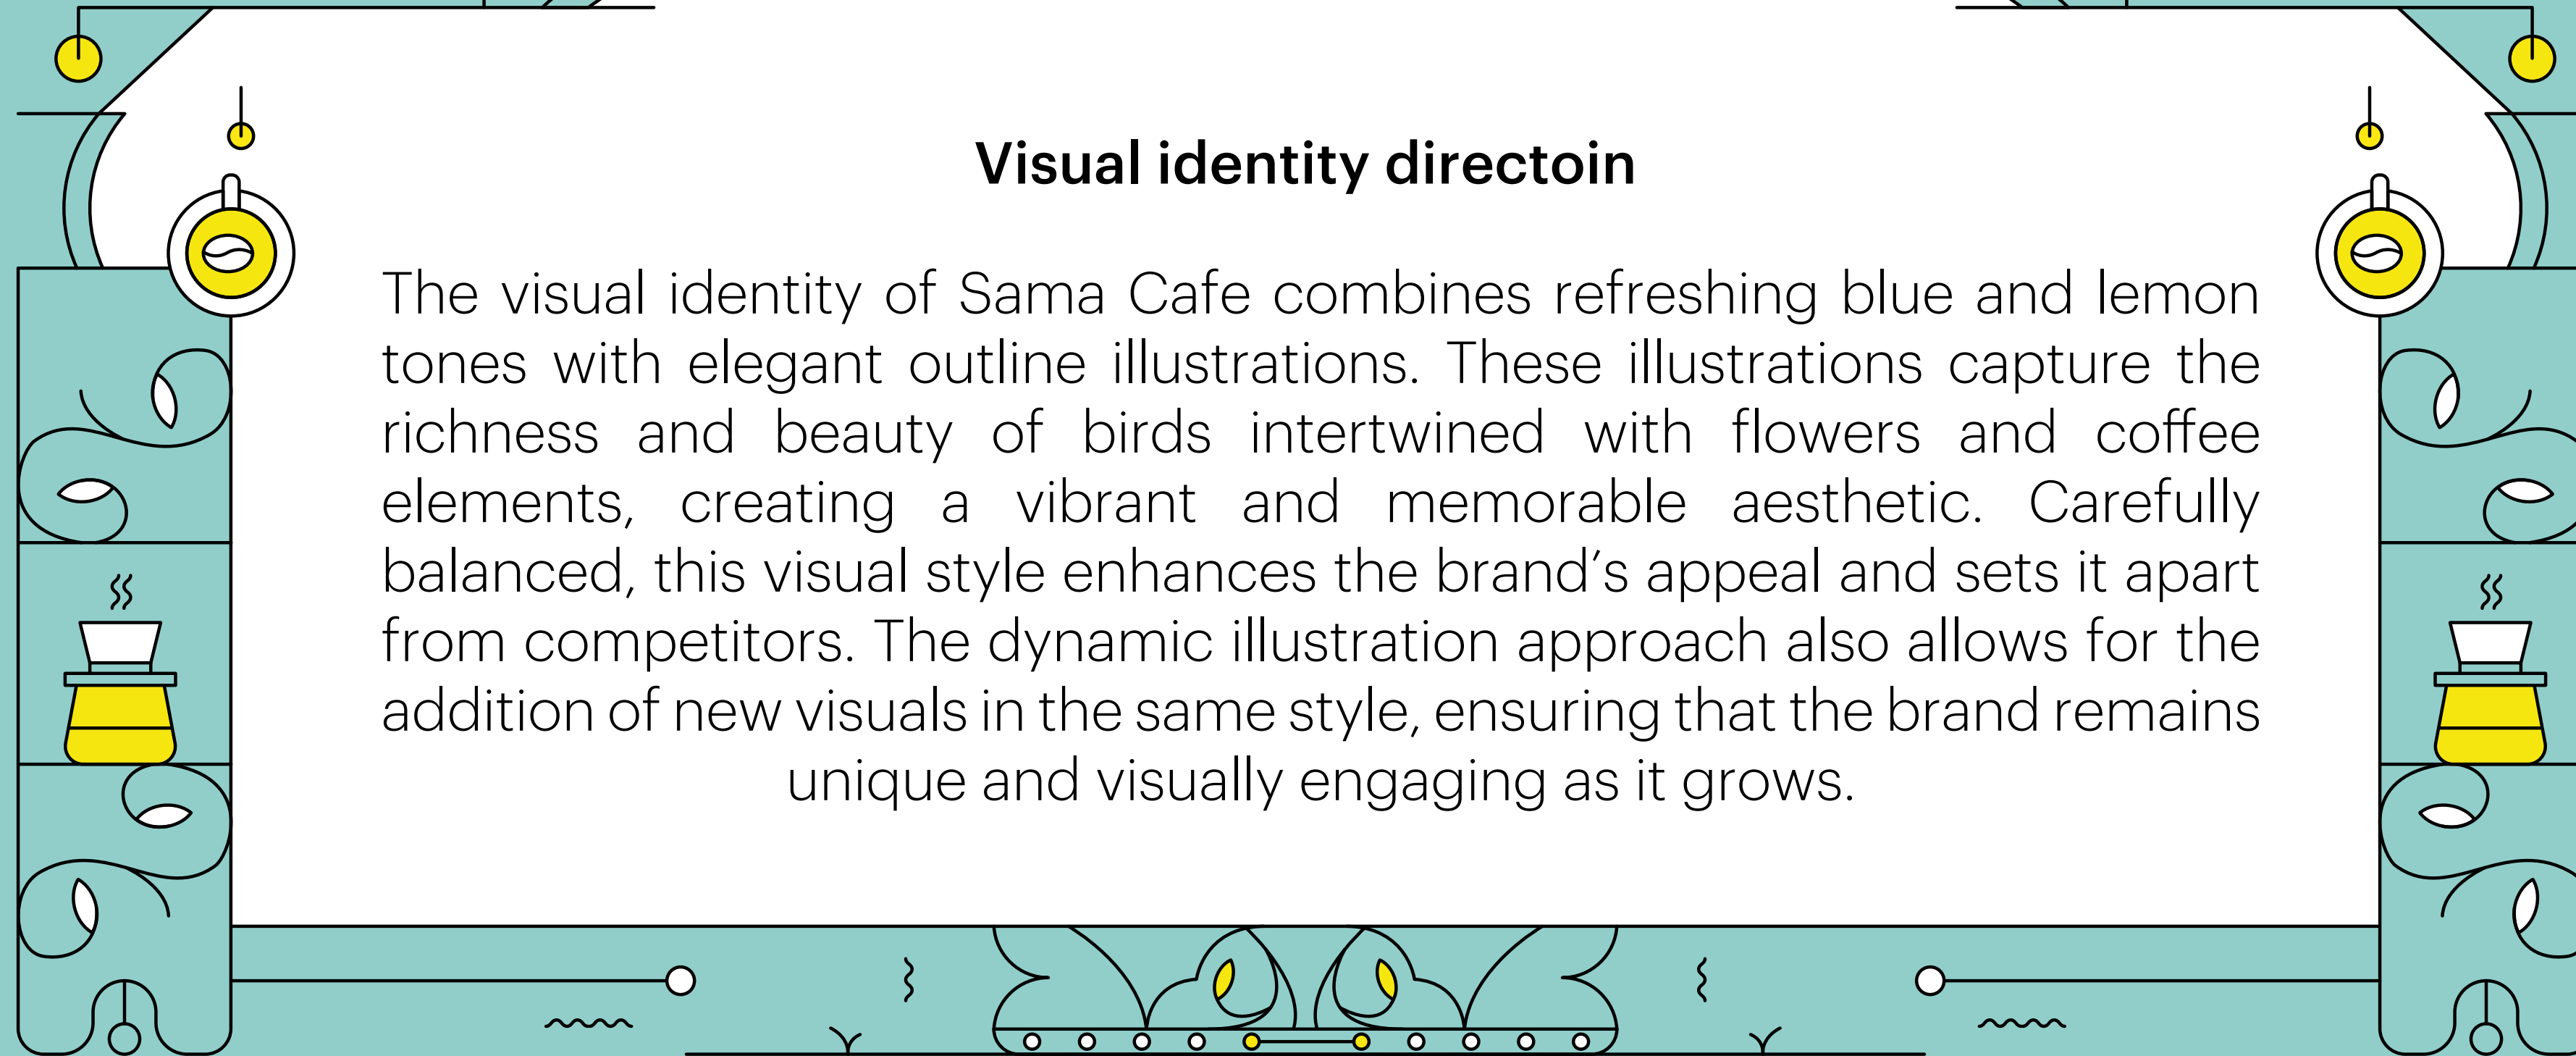 Visual identity directoin
The visual identity of Sama Cafe combines refreshing blue and lemon
tones with elegant outline illustrations. These illustrations capture the
richness and beauty of birds intertwined with flowers and coffee
elements, creating a vibrant and memorable aesthetic. Carefully
balanced, this visual style enhances the brand’s appeal and sets it apart
from competitors. The dynamic illustration approach also allows for the
addition of new visuals in the same style, ensuring that the brand remains
unique and visually engaging as it grows.